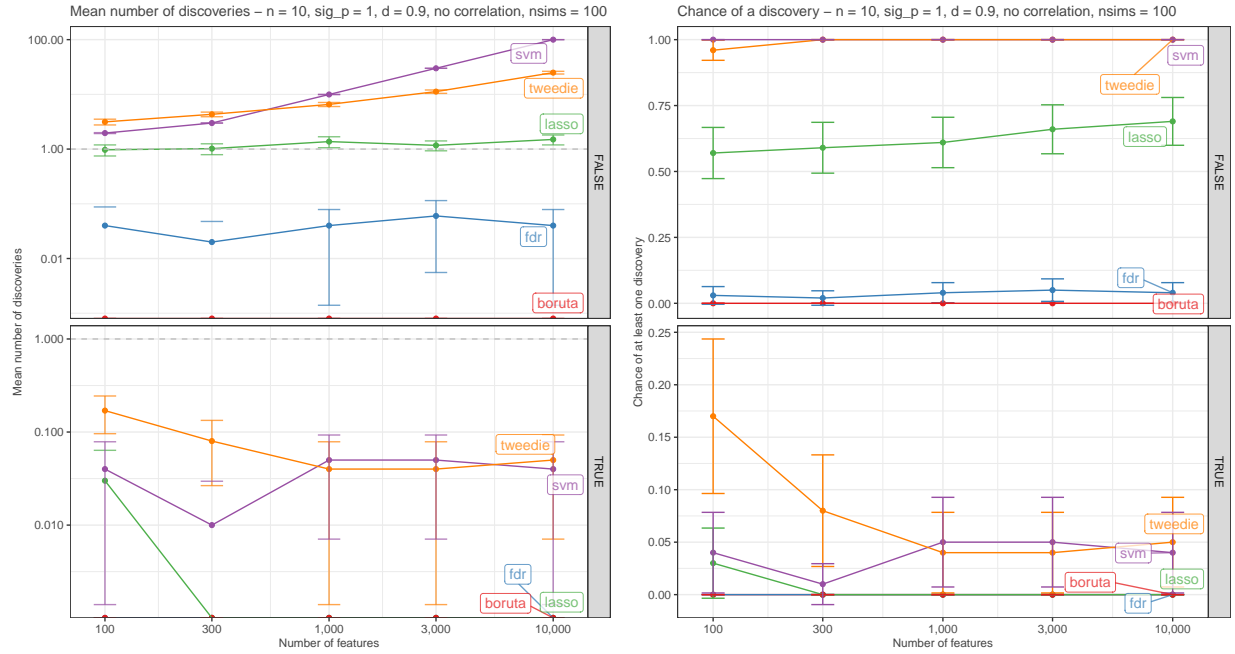 Mean number of discoveries – n = 10, sig_p = 1, d = 0.9, no correlation, nsims = 100
Mean number of discoveries
100.00
1.00
0.01
svm
tweedie
lasso
fdr
boruta
FALSE
1.000
0.100
0.010
tweedie
svm
fdr
boruta
lasso
TRUE
100
300
1,000
3,000
10,000
Number of features
Chance of a discovery – n = 10, sig_p = 1, d = 0.9, no correlation, nsims = 100
Chance of at least one discovery
1.00
0.75
0.50
0.25
0.00
svm
tweedie
lasso
fdr
boruta
FALSE
0.25
0.20
0.15
0.10
0.05
0.00
tweedie
svm
boruta
lasso
fdr
TRUE
100
300
1,000
3,000
10,000
Number of features